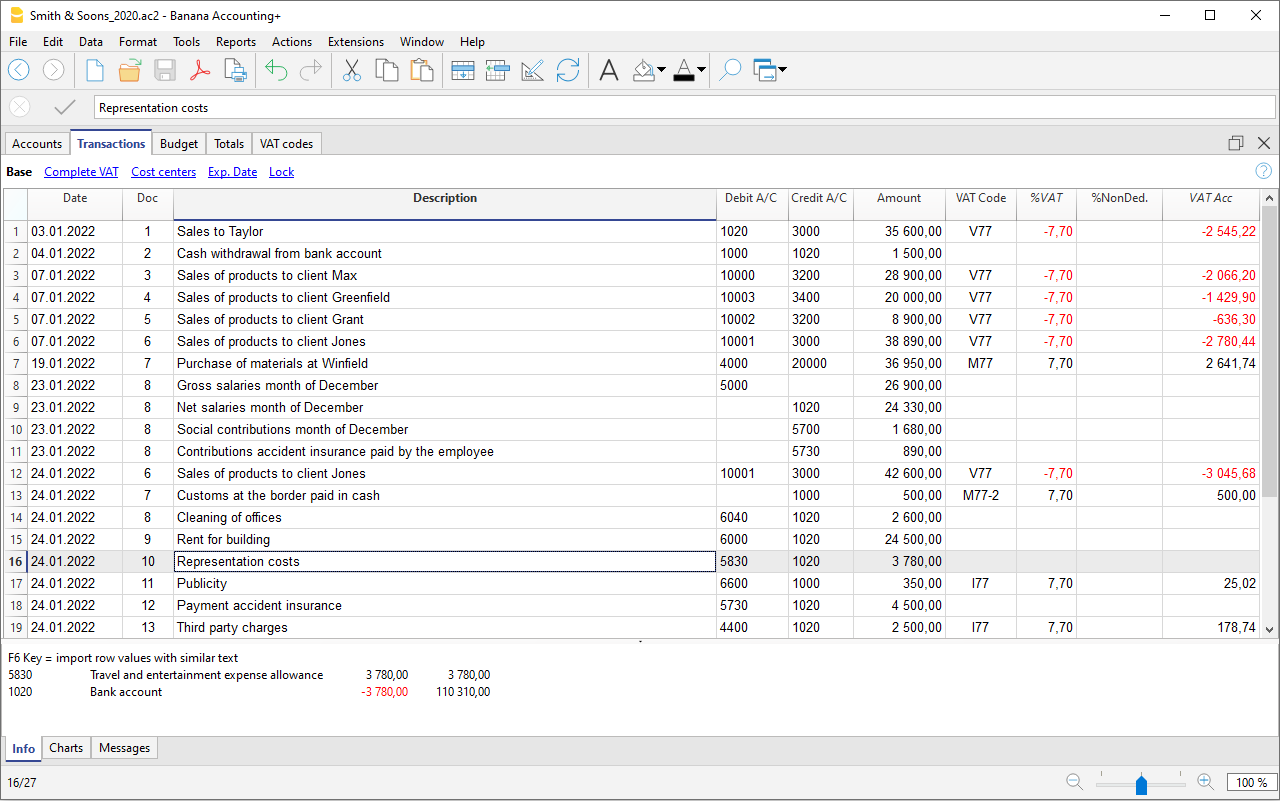 Smith & Soons_2020.ac2 - Banana Accounting+
File Edit Data Format Tools Reports Actions Extensions Window Help
Representation costs
Accounts Transactions Budget Totals VAT codes
Base Complete VAT Cost centers Exp. Date Lock
Date Doc Description Debit A/C Credit A/C Amount VAT Code %VAT %NonDed. VAT Acc
1 03.01.2022 1 Sales to Taylor 1020 3000 35 600,00 V77 -7,70 -2 545,22
2 04.01.2022 2 Cash withdrawal from bank account 1000 1020 1 500,00
3 07.01.2022 3 Sales of products to client Max 10000 3200 28 900,00 V77 -7,70 -2 066,20
4 07.01.2022 4 Sales of products to client Greenfield 10003 3400 20 000,00 V77 -7,70 -1 429,90
5 07.01.2022 5 Sales of products to client Grant 10002 3200 8 900,00 V77 -7,70 -636,30
6 07.01.2022 6 Sales of products to client Jones 10001 3000 38 890,00 V77 -7,70 -2 780,44
7 19.01.2022 7 Purchase of materials at Winfield 4000 20000 36 950,00 M77 7,70 2 641,74
8 23.01.2022 8 Gross salaries month of December 5000 26 900,00
9 23.01.2022 8 Net salaries month of December 1020 24 330,00
10 23.01.2022 8 Social contributions month of December 5700 1 680,00
11 23.01.2022 8 Contributions accident insurance paid by the employee 5730 890,00
12 24.01.2022 6 Sales of products to client Jones 10001 3000 42 600,00 V77 -7,70 -3 045,68
13 24.01.2022 7 Customs at the border paid in cash 1000 500,00 M77-2 7,70 500,00
14 24.01.2022 8 Cleaning of offices 6040 1020 2 600,00
15 24.01.2022 9 Rent for building 6000 1020 24 500,00
16 24.01.2022 10 Representation costs 5830 1020 3 780,00
17 24.01.2022 11 Publicity 6600 1000 350,00 I77 7,70 25,02
18 24.01.2022 12 Payment accident insurance 5730 1020 4 500,00
19 24.01.2022 13 Third party charges 4400 1020 2 500,00 I77 7,70 178,74
F6 Key = import row values with similar text
5830 Travel and entertainment expense allowance 3 780,00 3 780,00
1020 Bank account -3 780,00 110 310,00
Info Charts Messages
16/27 100 %